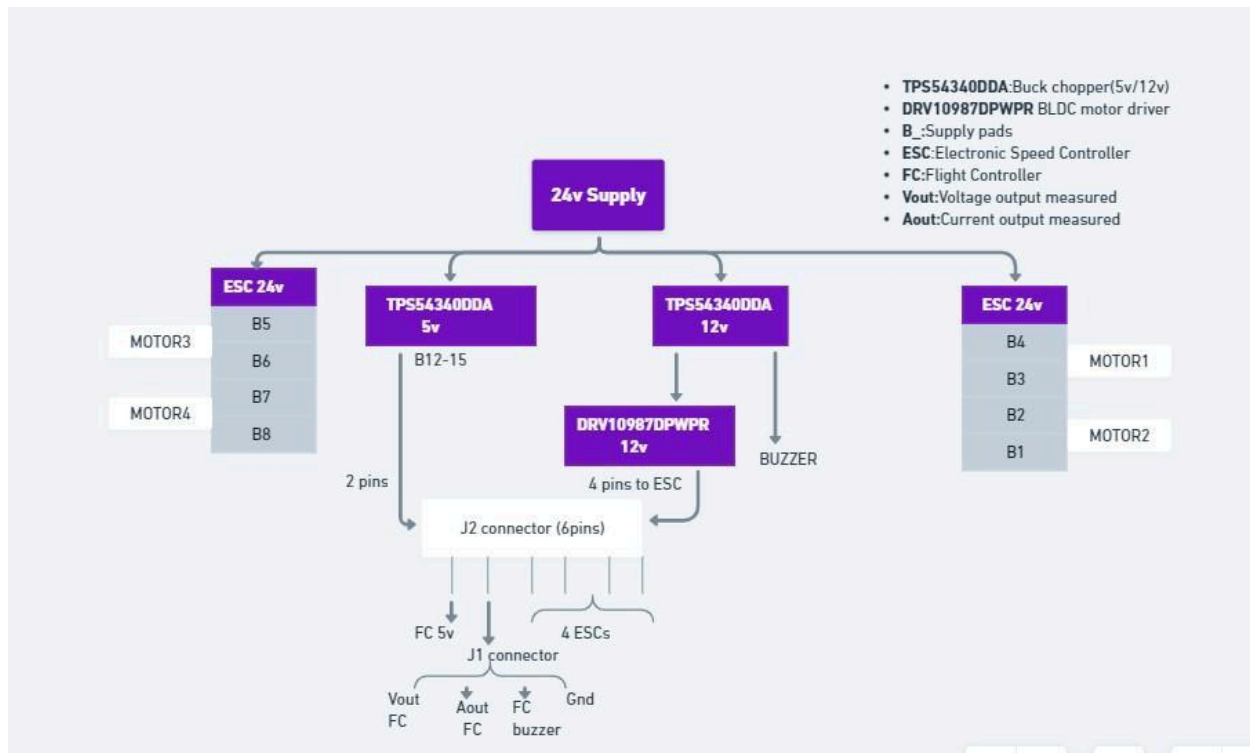 • TPS54340DDA:Buck chopper(5v/12v)
• DRV10987DPWPR BLDC motor driver
• B_:Supply pads
• ESC:Electronic Speed Controller
• FC:Flight Controller
• Vout:Voltage output measured
• Aout:Current output measured
24v Supply
ESC 24v
B5
B6
B7
B8
MOTOR3
MOTOR4
TPS54340DDA
5v
B12-15
TPS54340DDA
12v
DRV10987DPWPR
12v
BUZZER
ESC 24v
B4
B3
B2
B1
MOTOR1
MOTOR2
2 pins
4 pins to ESC
J2 connector (6pins)
FC 5v
4 ESCs
J1 connector
Vout
FC
Aout
FC
FC
buzzer
Gnd